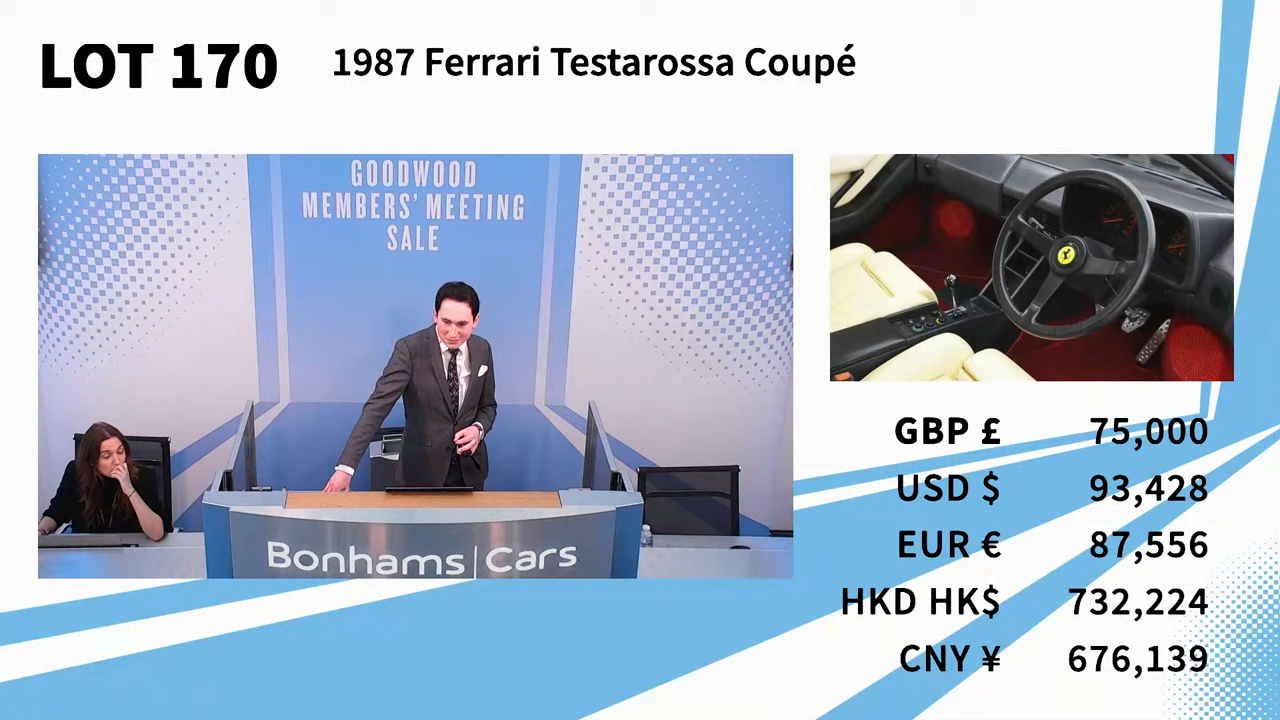 LOT 170
1987 Ferrari Testarossa Coupé
GOODWOOD
MEMBERS' MEETING
SALE
Bonhams|Cars
GBP £ 75,000
USD $ 93,428
EUR € 87,556
HKD HK$ 732,224
CNY ¥ 676,139